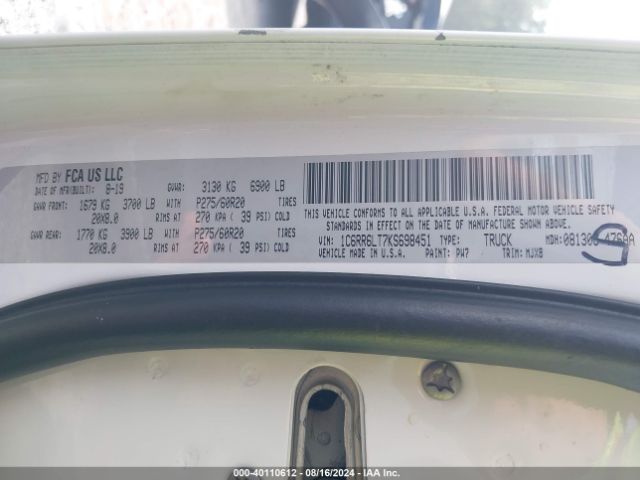 MFD BY FCA US LLC
DATE OF MFR(BUILT): 8-19 GVWR: 3130 KG 6900 LB
GAWR FRONT: 1679 KG 3700 LB WITH P275/60R20 TIRES
20X8.0 RIMS AT 270 KPA ( 39 PSI) COLD
GAWR REAR: 1770 KG 3900 LB WITH P275/60R20 TIRES
20X8.0 RIMS AT 270 KPA ( 39 PSI) COLD
THIS VEHICLE CONFORMS TO ALL APPLICABLE U.S.A. FEDERAL MOTOR VEHICLE SAFETY
STANDARDS IN EFFECT ON THE DATE OF MANUFACTURE SHOWN ABOVE.
VIN: 1C6RR6LT7KS698451 TYPE: TRUCK MDH: 081306
VEHICLE MADE IN U.S.A. PAINT: PW7 TRIM: MJX8
000-40110612 - 08/16/2024 - IAA Inc.